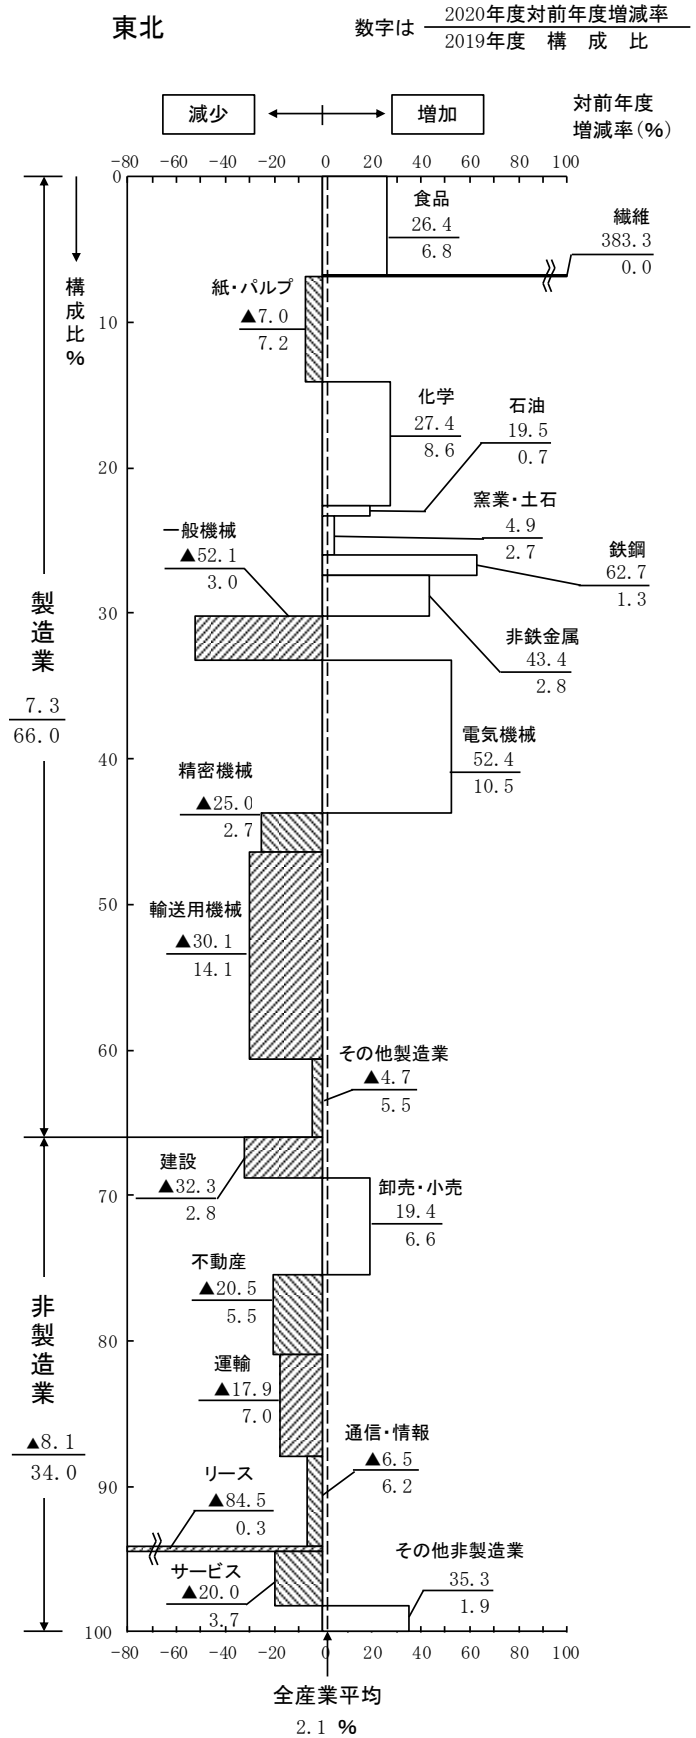 東北
数字は 2020年度対前年度増減率
2019年度 構 成 比
減少
増加
対前年度
増減率(%)
−80 −60 −40 −20 0 20 40 60 80 100
0
10
20
30
40
50
60
70
80
90
100
構成比%
食品
26.4
6.8
繊維
383.3
0.0
紙・パルプ
▲7.0
7.2
化学
27.4
8.6
石油
19.5
0.7
窯業・土石
4.9
2.7
鉄鋼
62.7
1.3
一般機械
▲52.1
3.0
非鉄金属
43.4
2.8
製造業
7.3
66.0
電気機械
52.4
10.5
精密機械
▲25.0
2.7
輸送用機械
▲30.1
14.1
その他製造業
▲4.7
5.5
建設
▲32.3
2.8
卸売・小売
19.4
6.6
不動産
▲20.5
5.5
非製造業
▲8.1
34.0
運輸
▲17.9
7.0
通信・情報
▲6.5
6.2
リース
▲84.5
0.3
サービス
▲20.0
3.7
その他非製造業
35.3
1.9
−80 −60 −40 −20 0 20 40 60 80 100
全産業平均
2.1 %